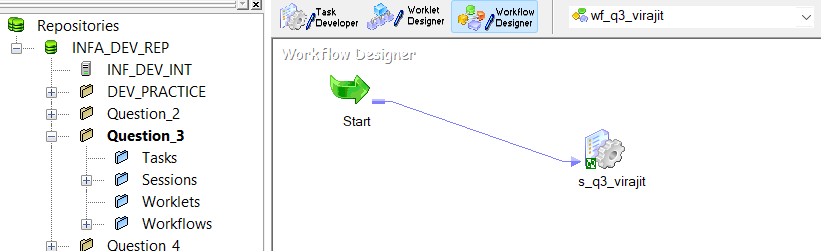 Repositories
INFA_DEV_REP
INF_DEV_INT
DEV_PRACTICE
Question_2
Question_3
Tasks
Sessions
Worklets
Workflows
Question_4
Task
Developer
Worklet
Designer
Workflow
Designer
wf_q3_virajit
Workflow Designer
Start
s_q3_virajit